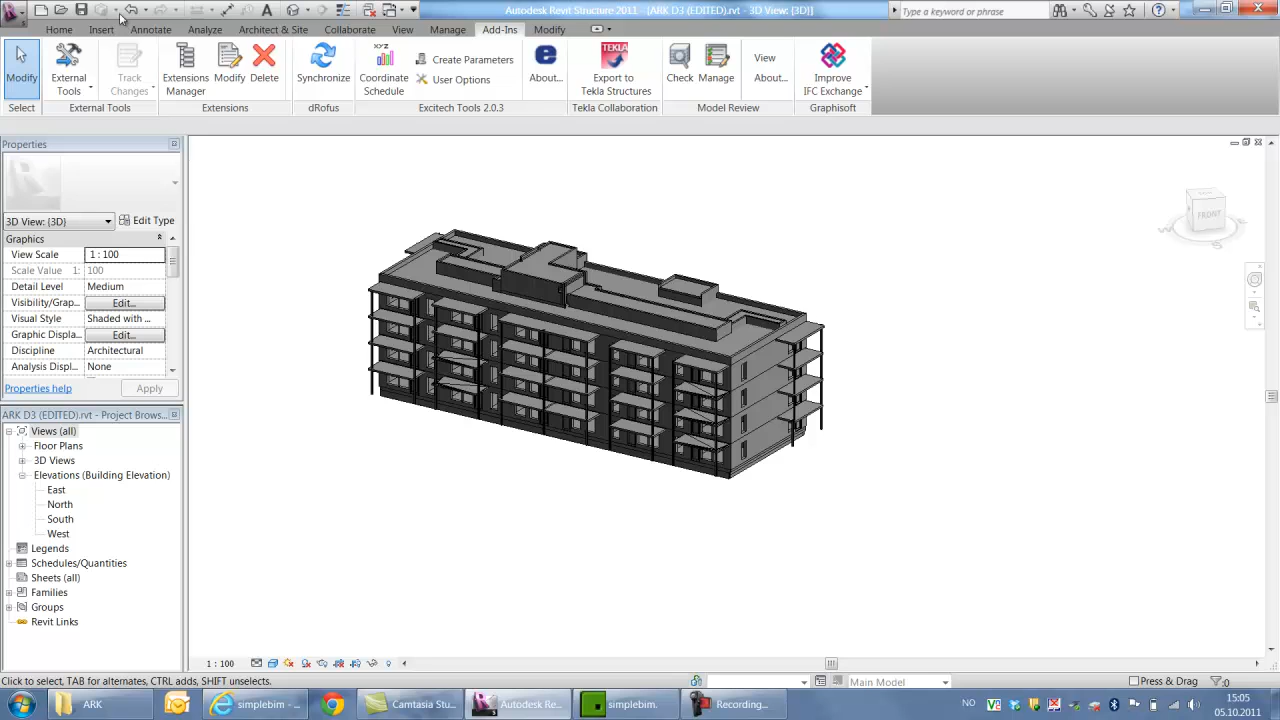 Autodesk Revit Structure 2011 - [ARK D3 (EDITED).rvt - 3D View: {3D}]
Type a keyword or phrase
Home Insert Annotate Analyze Architect & Site Collaborate View Manage Add-Ins Modify
Modify
External Tools
Track Changes
Extensions Manager
Modify
Delete
Synchronize
XYZ
Coordinate Schedule
Create Parameters
User Options
About...
TEKLA
Export to Tekla Structures
Check
Manage
View
About...
Improve IFC Exchange
Select External Tools Extensions dRofus Excitech Tools 2.0.3 Tekla Collaboration Model Review Graphisoft
Properties
3D View: {3D} Edit Type
Graphics
View Scale 1 : 100
Scale Value 1: 100
Detail Level Medium
Visibility/Grap... Edit...
Visual Style Shaded with ...
Graphic Displa... Edit...
Discipline Architectural
Analysis Displ... None
Properties help Apply
ARK D3 (EDITED).rvt - Project Brows...
Views (all)
Floor Plans
3D Views
Elevations (Building Elevation)
East
North
South
West
Legends
Schedules/Quantities
Sheets (all)
Families
Groups
Revit Links
FRONT
1 : 100
Click to select, TAB for alternates, CTRL adds, SHIFT unselects.
Main Model
Press & Drag
:0
ARK
simplebim - ...
Camtasia Stu...
Autodesk Re...
simplebim.
Recording...
NO
15:05
05.10.2011